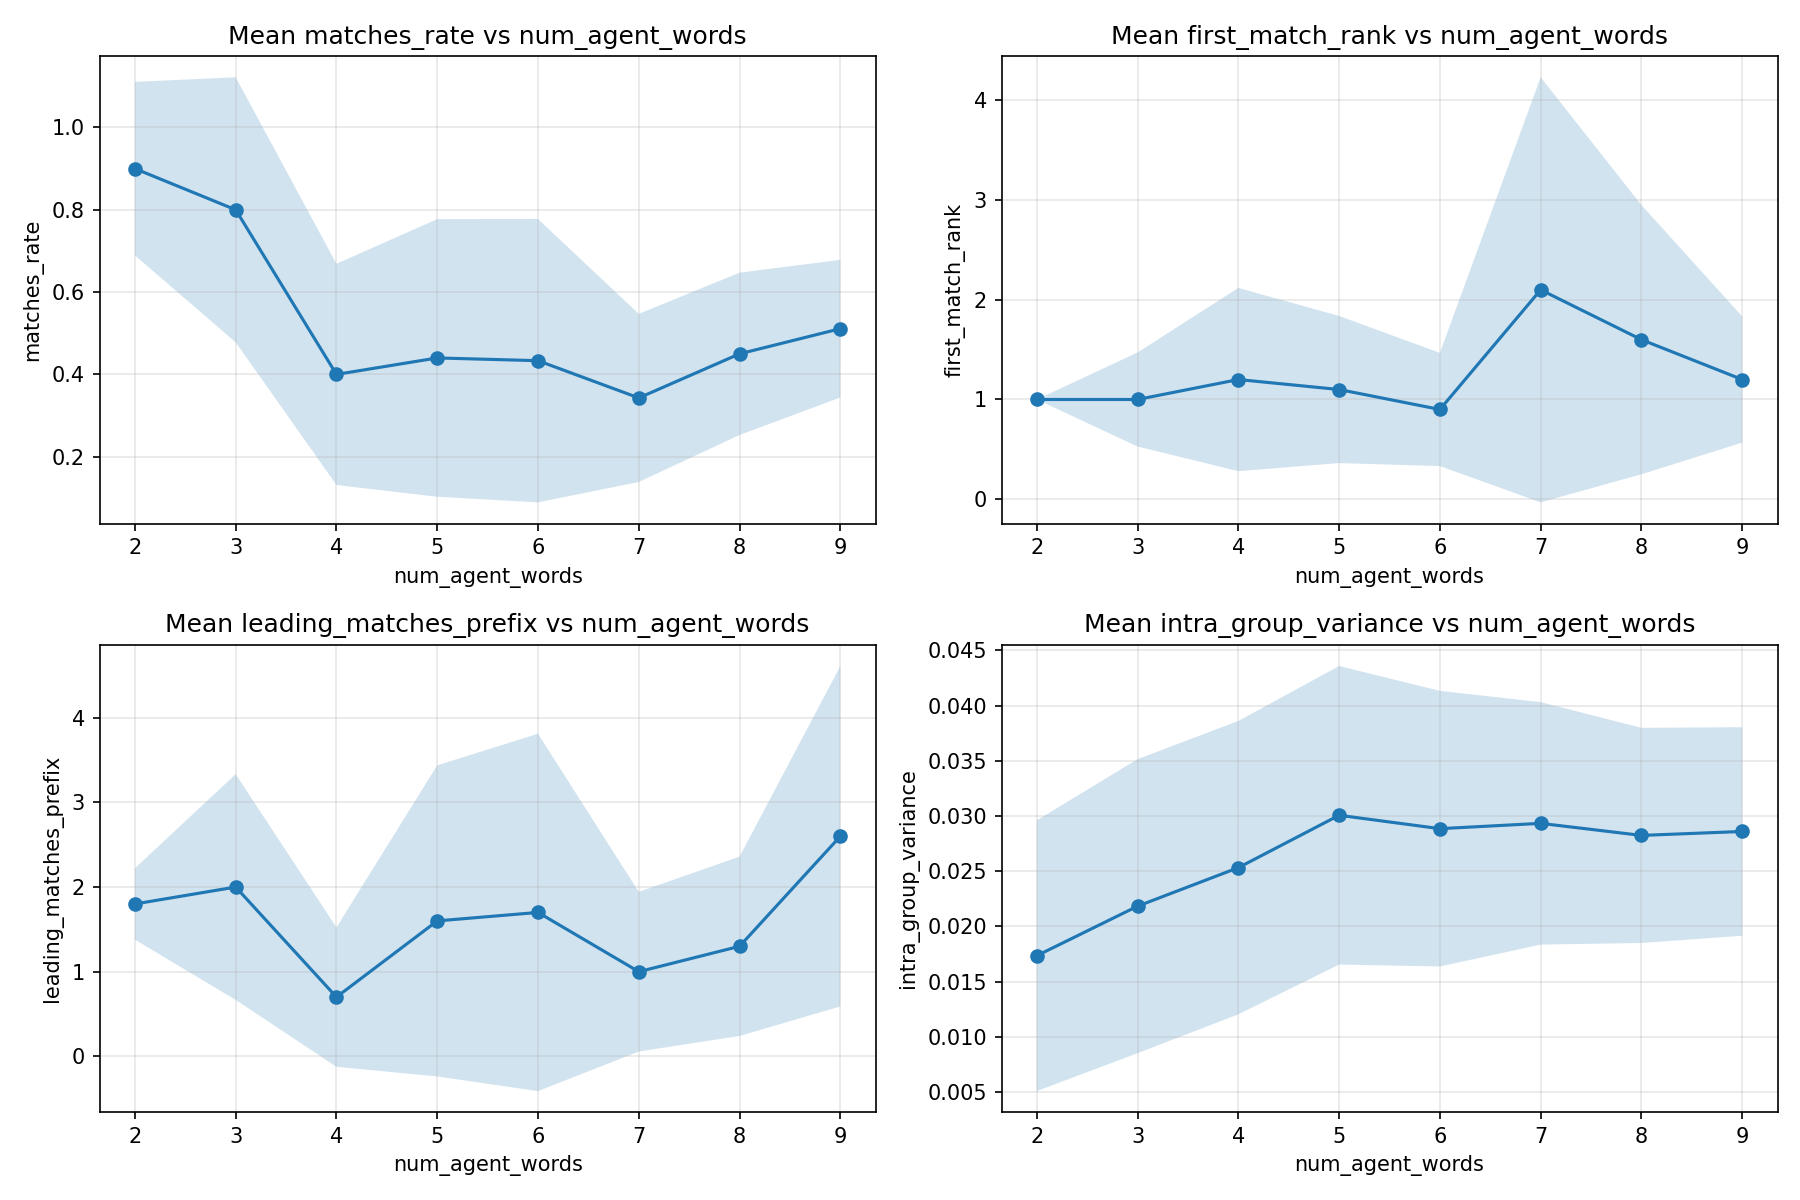 Mean matches_rate vs num_agent_words
matches_rate
1.0
0.8
0.6
0.4
0.2
2 3 4 5 6 7 8 9
num_agent_words
Mean first_match_rank vs num_agent_words
first_match_rank
4
3
2
1
0
2 3 4 5 6 7 8 9
num_agent_words
Mean leading_matches_prefix vs num_agent_words
leading_matches_prefix
4
3
2
1
0
2 3 4 5 6 7 8 9
num_agent_words
Mean intra_group_variance vs num_agent_words
intra_group_variance
0.045
0.040
0.035
0.030
0.025
0.020
0.015
0.010
0.005
2 3 4 5 6 7 8 9
num_agent_words